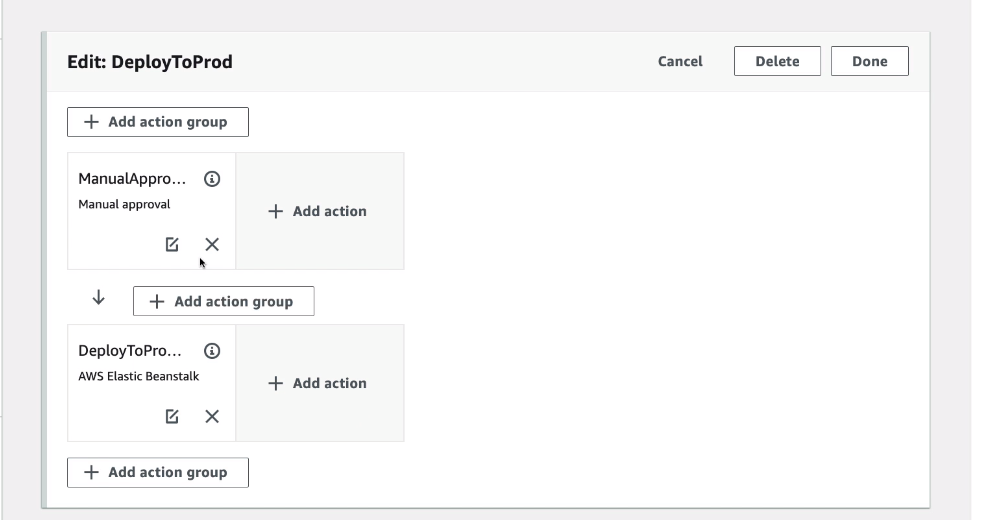 Edit: DeployToProd
Cancel
Delete
Done
Add action group
ManualAppro...
Manual approval
Add action
Add action group
DeployToPro...
AWS Elastic Beanstalk
Add action
Add action group